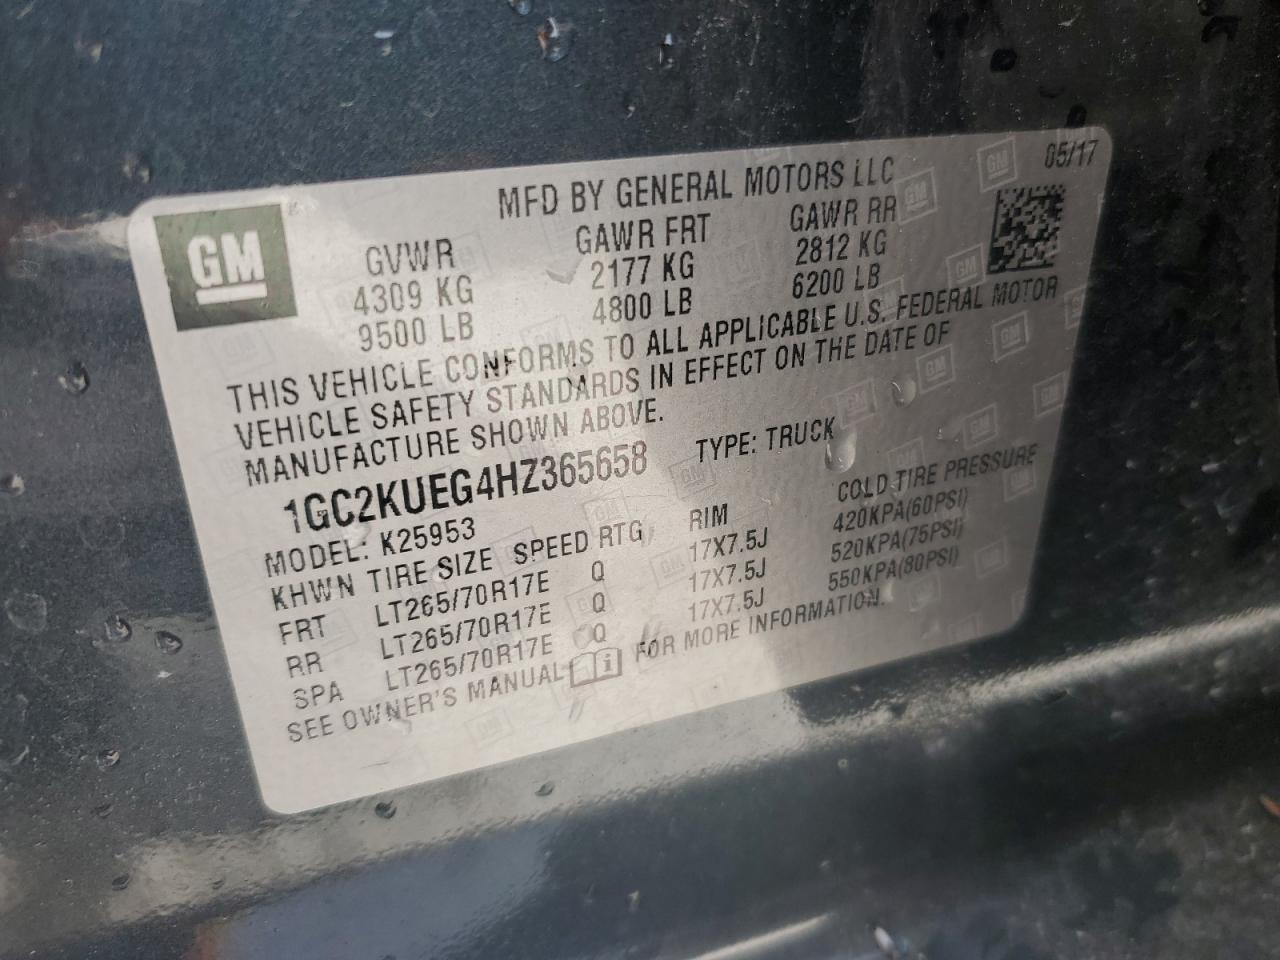 05/17
MFD BY GENERAL MOTORS LLC
GM
GVWR GAWR FRT GAWR RR
4309 KG 2177 KG 2812 KG
9500 LB 4800 LB 6200 LB
THIS VEHICLE CONFORMS TO ALL APPLICABLE U.S. FEDERAL MOTOR
VEHICLE SAFETY STANDARDS IN EFFECT ON THE DATE OF
MANUFACTURE SHOWN ABOVE.
1GC2KUEG4HZ365658 TYPE: TRUCK
MODEL: K25953
KHWN TIRE SIZE SPEED RTG RIM COLD TIRE PRESSURE
FRT LT265/70R17E Q 17X7.5J 420KPA(60PSI)
RR LT265/70R17E Q 17X7.5J 520KPA(75PSI)
SPA LT265/70R17E Q 17X7.5J 550KPA(80PSI)
SEE OWNER'S MANUAL FOR MORE INFORMATION.